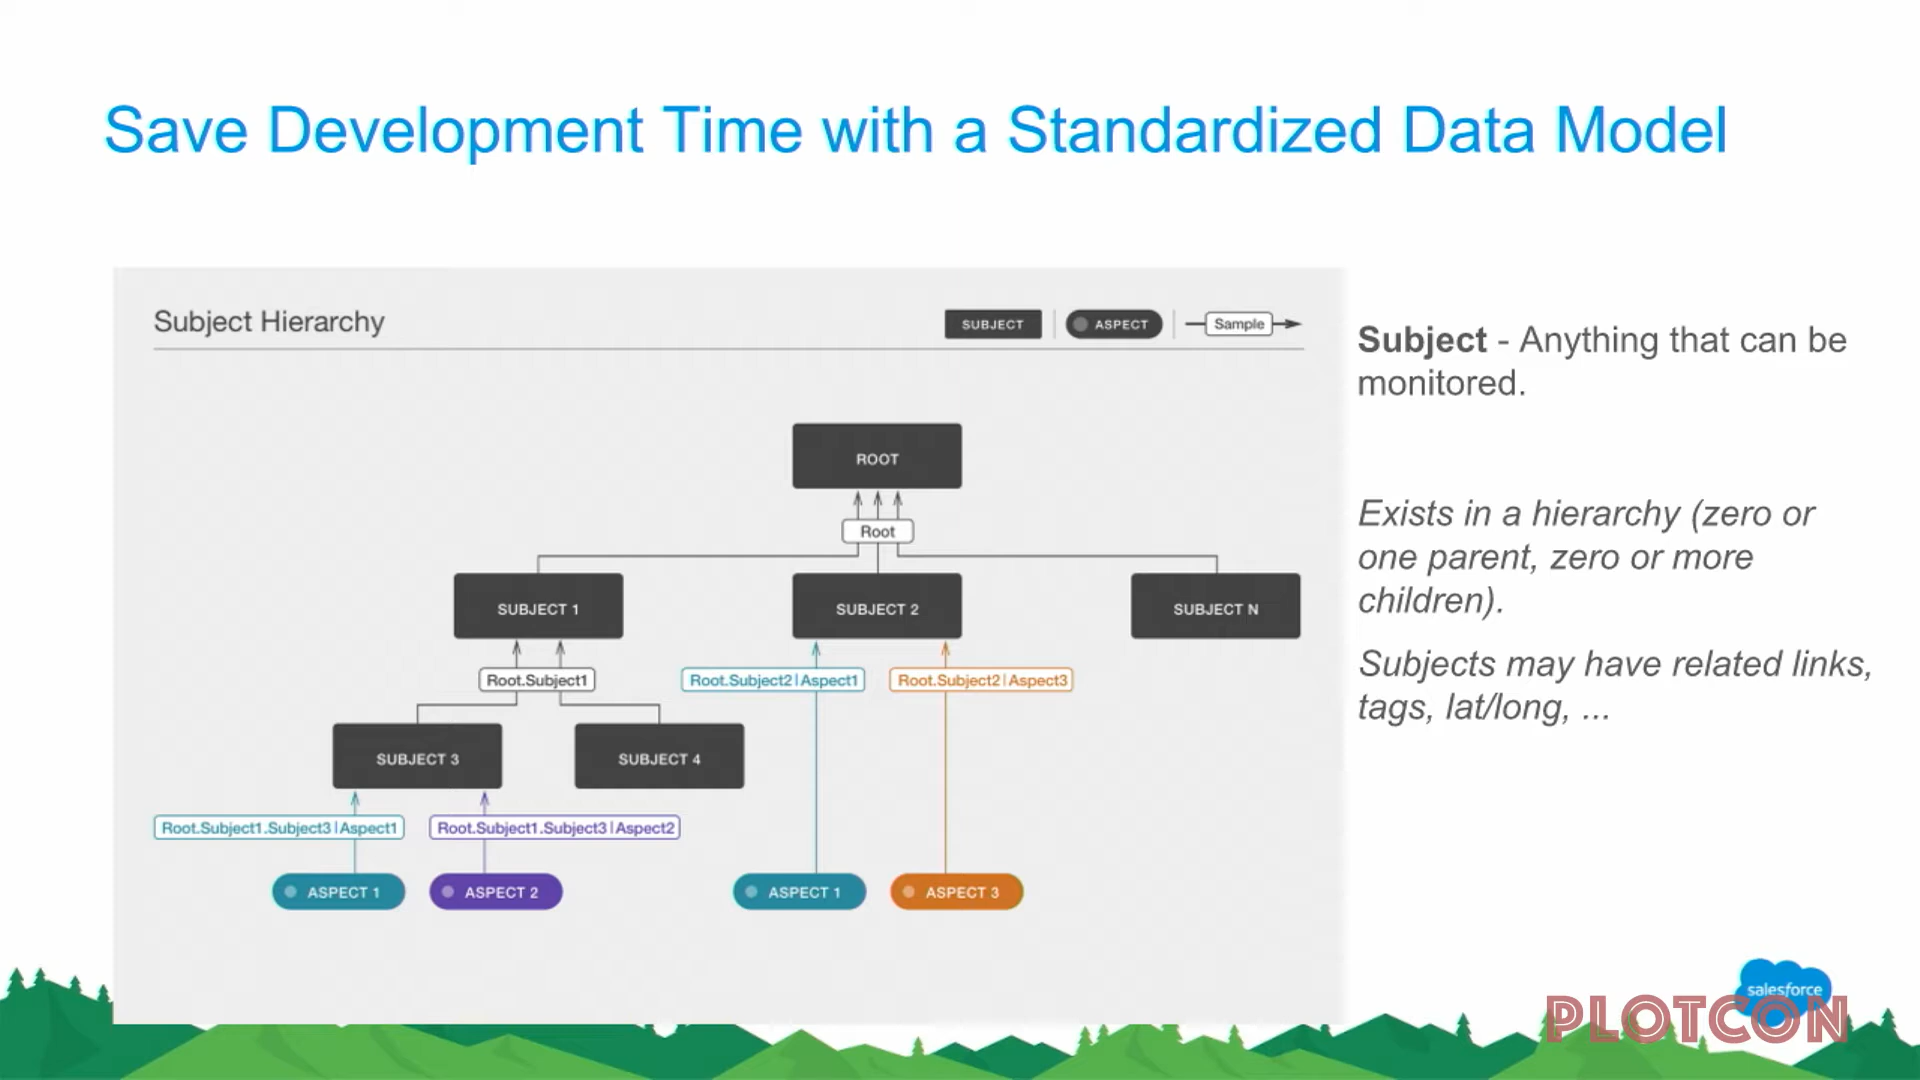 Save Development Time with a Standardized Data Model
Subject Hierarchy
SUBJECT
ASPECT
Sample
ROOT
Root
SUBJECT 1
SUBJECT 2
SUBJECT N
Root.Subject1
Root.Subject2|Aspect1
Root.Subject2|Aspect3
SUBJECT 3
SUBJECT 4
Root.Subject1.Subject3|Aspect1
Root.Subject1.Subject3|Aspect2
ASPECT 1
ASPECT 2
ASPECT 1
ASPECT 3
Subject - Anything that can be
monitored.
Exists in a hierarchy (zero or
one parent, zero or more
children).
Subjects may have related links,
tags, lat/long, ...
salesforce
PLOTCON